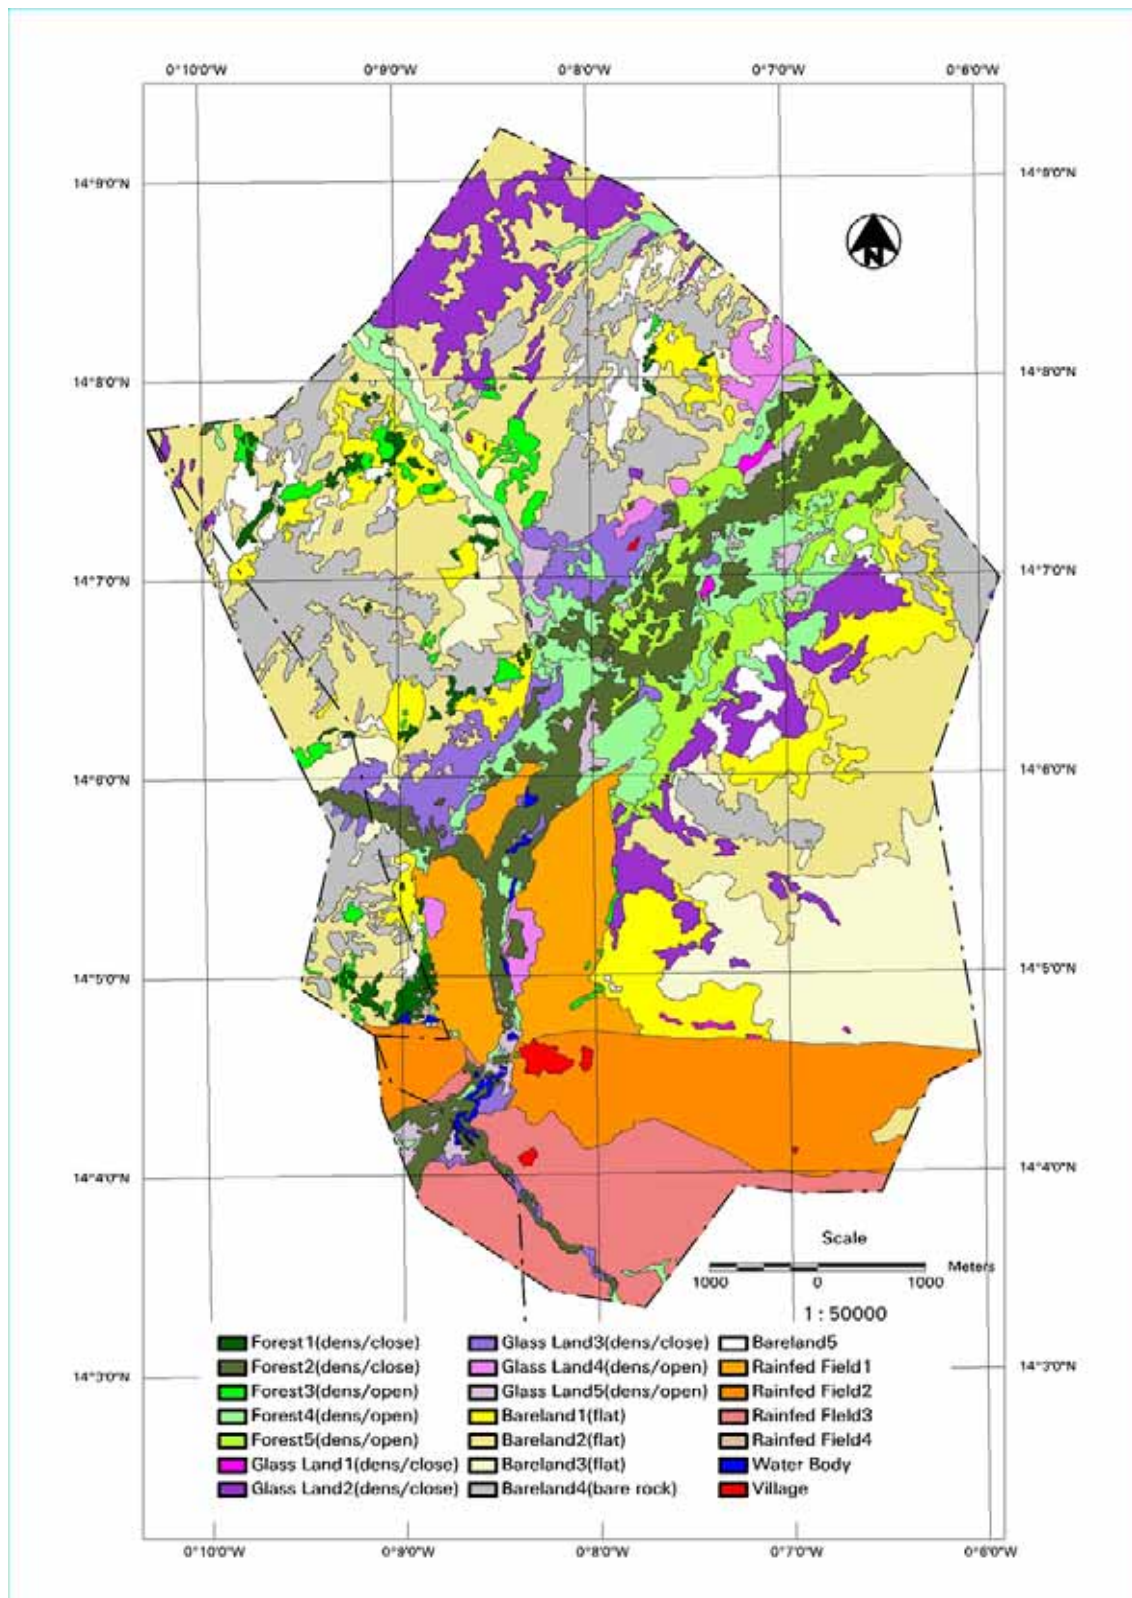 0°10'0"W 0°9'0"W 0°8'0"W 0°7'0"W 0°6'0"W
14°9'0"N 14°9'0"N
N
14°8'0"N 14°8'0"N
14°7'0"N 14°7'0"N
14°6'0"N 14°6'0"N
14°5'0"N 14°5'0"N
14°4'0"N 14°4'0"N
Scale
Meters
1000 0 1000
1 : 50000
14°3'0"N 14°3'0"N
Forest1(dens/close)
Forest2(dens/close)
Forest3(dens/open)
Forest4(dens/open)
Forest5(dens/open)
Glass Land1(dens/close)
Glass Land2(dens/close)
Glass Land3(dens/close)
Glass Land4(dens/open)
Glass Land5(dens/open)
Bareland1(flat)
Bareland2(flat)
Bareland3(flat)
Bareland4(bare rock)
Bareland5
Rainfed Field1
Rainfed Field2
Rainfed Field3
Rainfed Field4
Water Body
Village
0°10'0"W 0°9'0"W 0°8'0"W 0°7'0"W 0°6'0"W